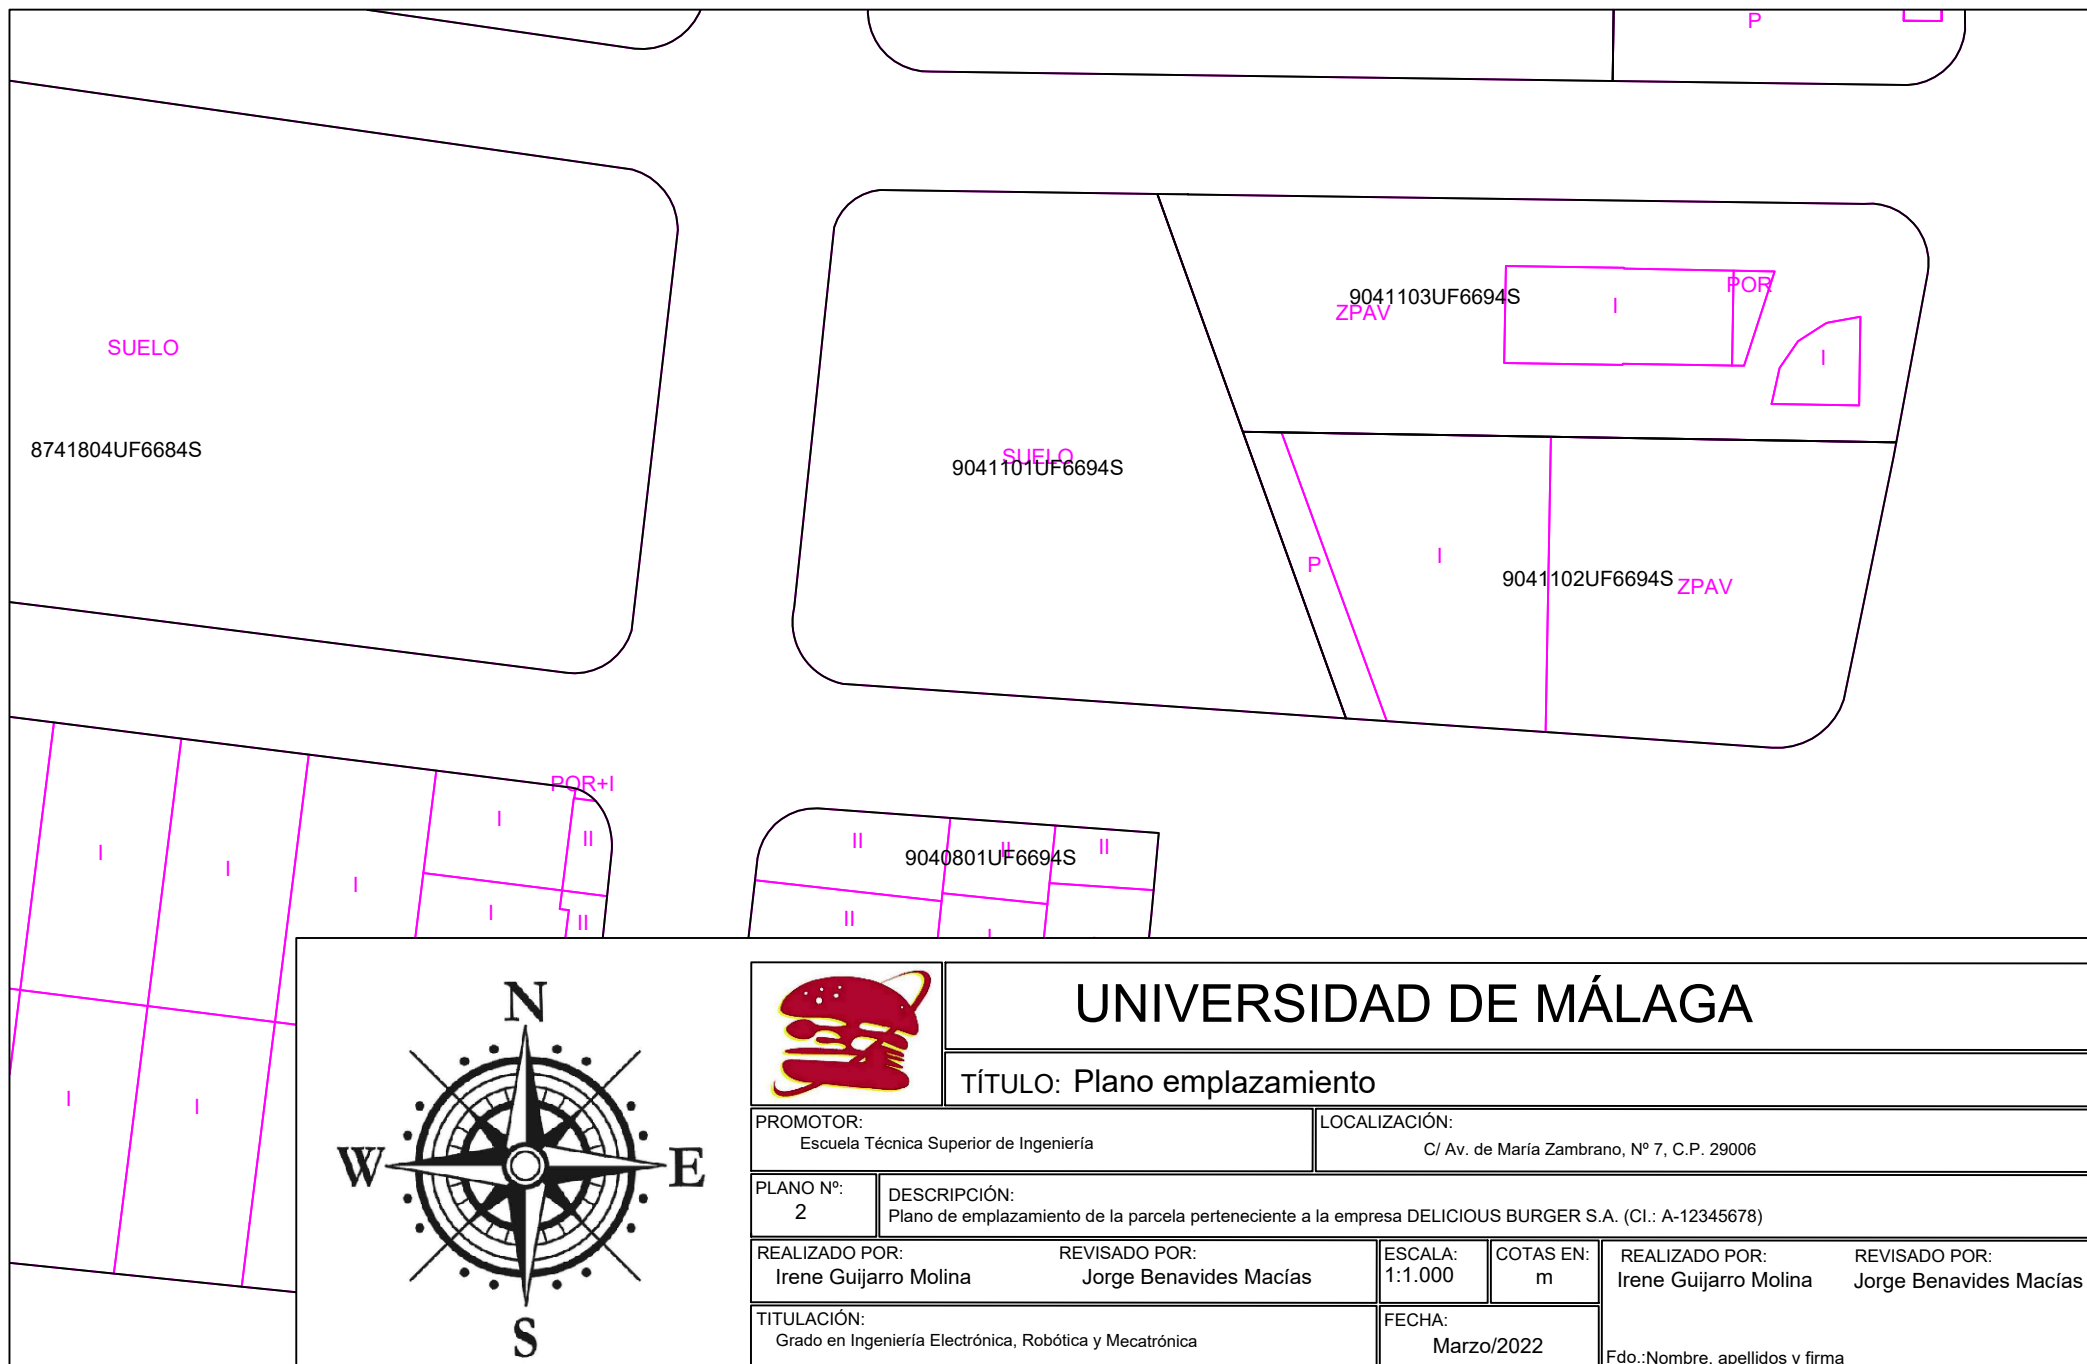 P
SUELO
8741804UF6684S
9041103UF6694S
ZPAV
I
POR
I
SUELO
9041101UF6694S
P
I
9041102UF6694S
ZPAV
POR+I
I
II
I
I
I
I
II
II
II
II
9040801UF6694S
II
I
I
I
N
W
E
S
UNIVERSIDAD DE MÁLAGA
TÍTULO: Plano emplazamiento
PROMOTOR:
Escuela Técnica Superior de Ingeniería
LOCALIZACIÓN:
C/ Av. de María Zambrano, Nº 7, C.P. 29006
PLANO Nº:
2
DESCRIPCIÓN:
Plano de emplazamiento de la parcela perteneciente a la empresa DELICIOUS BURGER S.A. (CI.: A-12345678)
REALIZADO POR:
Irene Guijarro Molina
REVISADO POR:
Jorge Benavides Macías
ESCALA:
1:1.000
COTAS EN:
m
REALIZADO POR:
Irene Guijarro Molina
REVISADO POR:
Jorge Benavides Macías
TITULACIÓN:
Grado en Ingeniería Electrónica, Robótica y Mecatrónica
FECHA:
Marzo/2022
Fdo.:Nombre, apellidos y firma